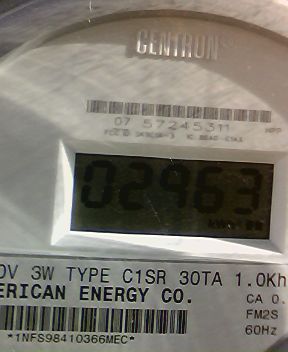 CENTRON
07 57245311
02963
0V 3W TYPE C1SR 30TA 1.0Kh
ERICAN ENERGY CO. CA 0.
FM2S
60Hz
*1NFS98410366MEC*